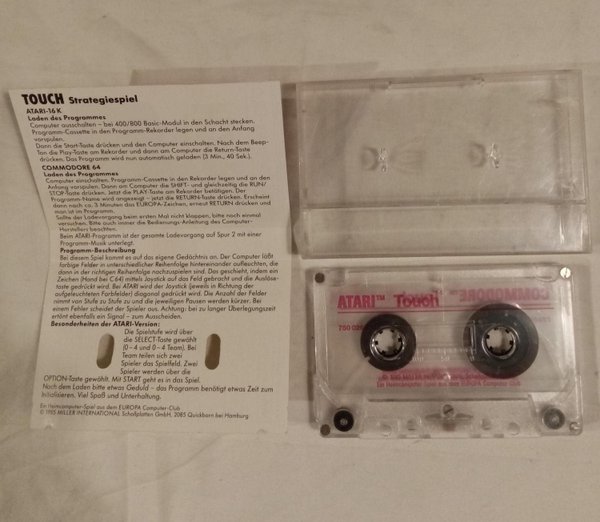 TOUCH Strategiespiel
ATARI-16 K
Laden des Programmes
Computer ausschalten – bei 400/800 Basic-Modul in den Schacht stecken.
Programm-Cassette in den Programm-Rekorder legen und an den Anfang
vorspulen.
Dann die Start-Taste drücken und den Computer einschalten. Nach dem Beep-
Ton die Play-Taste am Rekorder und dann am Computer die Return-Taste
drücken. Das Programm wird nun automatisch geladen (3 Min., 40 Sek.).
COMMODORE 64
Laden des Programmes
Computer einschalten. Programm-Cassette in den Rekorder legen und an den
Anfang vorspulen. Dann am Computer die SHIFT- und gleichzeitig die RUN/
STOP-Taste drücken. Jetzt die PLAY-Taste am Rekorder betätigen. Der
Programm-Name wird angezeigt – jetzt die RETURN-Taste drücken. Erscheint
dann nach ca. 3 Minuten das EUROPA-Zeichen, erneut RETURN drücken und
man ist im Programm.
Sollte der Ladevorgang beim ersten Mal nicht klappen, bitte noch einmal
versuchen. Bitte auch immer die Bedienungs-Anleitung des Computer-
Herstellers beachten.
Beim ATARI-Programm ist der gesamte Ladevorgang auf Spur 2 mit einer
Programm-Musik unterlegt.
Programm-Beschreibung
Bei diesem Spiel kommt es auf das eigene Gedächtnis an. Der Computer läßt
farbige Felder in unterschiedlicher Reihenfolge hintereinander aufleuchten, die
dann in der richtigen Reihenfolge nachzuspielen sind. Das geschieht, indem ein
Zeichen (Hand bei C 64) mittels Joystick auf das Feld gebracht und die Auslöse-
taste gedrückt wird. Bei ATARI wird der Joystick (jeweils in Richtung der
aufgeleuchteten Farbfelder) diagonal gedrückt wird. Die Anzahl der Felder
nimmt von Stufe zu Stufe zu und die jeweiligen Pausen werden kürzer. Bei
einem Fehler scheidet der Spieler aus. Achtung: bei zu langer Überlegungszeit
ertönt ebenfalls ein Signal – zum Ausscheiden.
Besonderheiten der ATARI-Version:
Die Spielstufe wird über
die SELECT-Taste gewählt
(0–4 und 0–4 Team). Bei
Team teilen sich zwei
Spieler das Spielfeld. Zwei
Spieler werden über die
OPTION-Taste gewählt. Mit START geht es in das Spiel.
Nach dem Laden bitte etwas Geduld – das Programm benötigt etwas Zeit zum
Initialisieren. Viel Spaß und Unterhaltung.
Ein Heimcomputer-Spiel aus dem EUROPA Computer-Club
© 1985 MILLER INTERNATIONAL Schallplatten GmbH, 2085 Quickborn bei Hamburg
ATARI™ Touch COMMODORE
Ein Heimcomputer-Spiel aus dem EUROPA Computer-Club